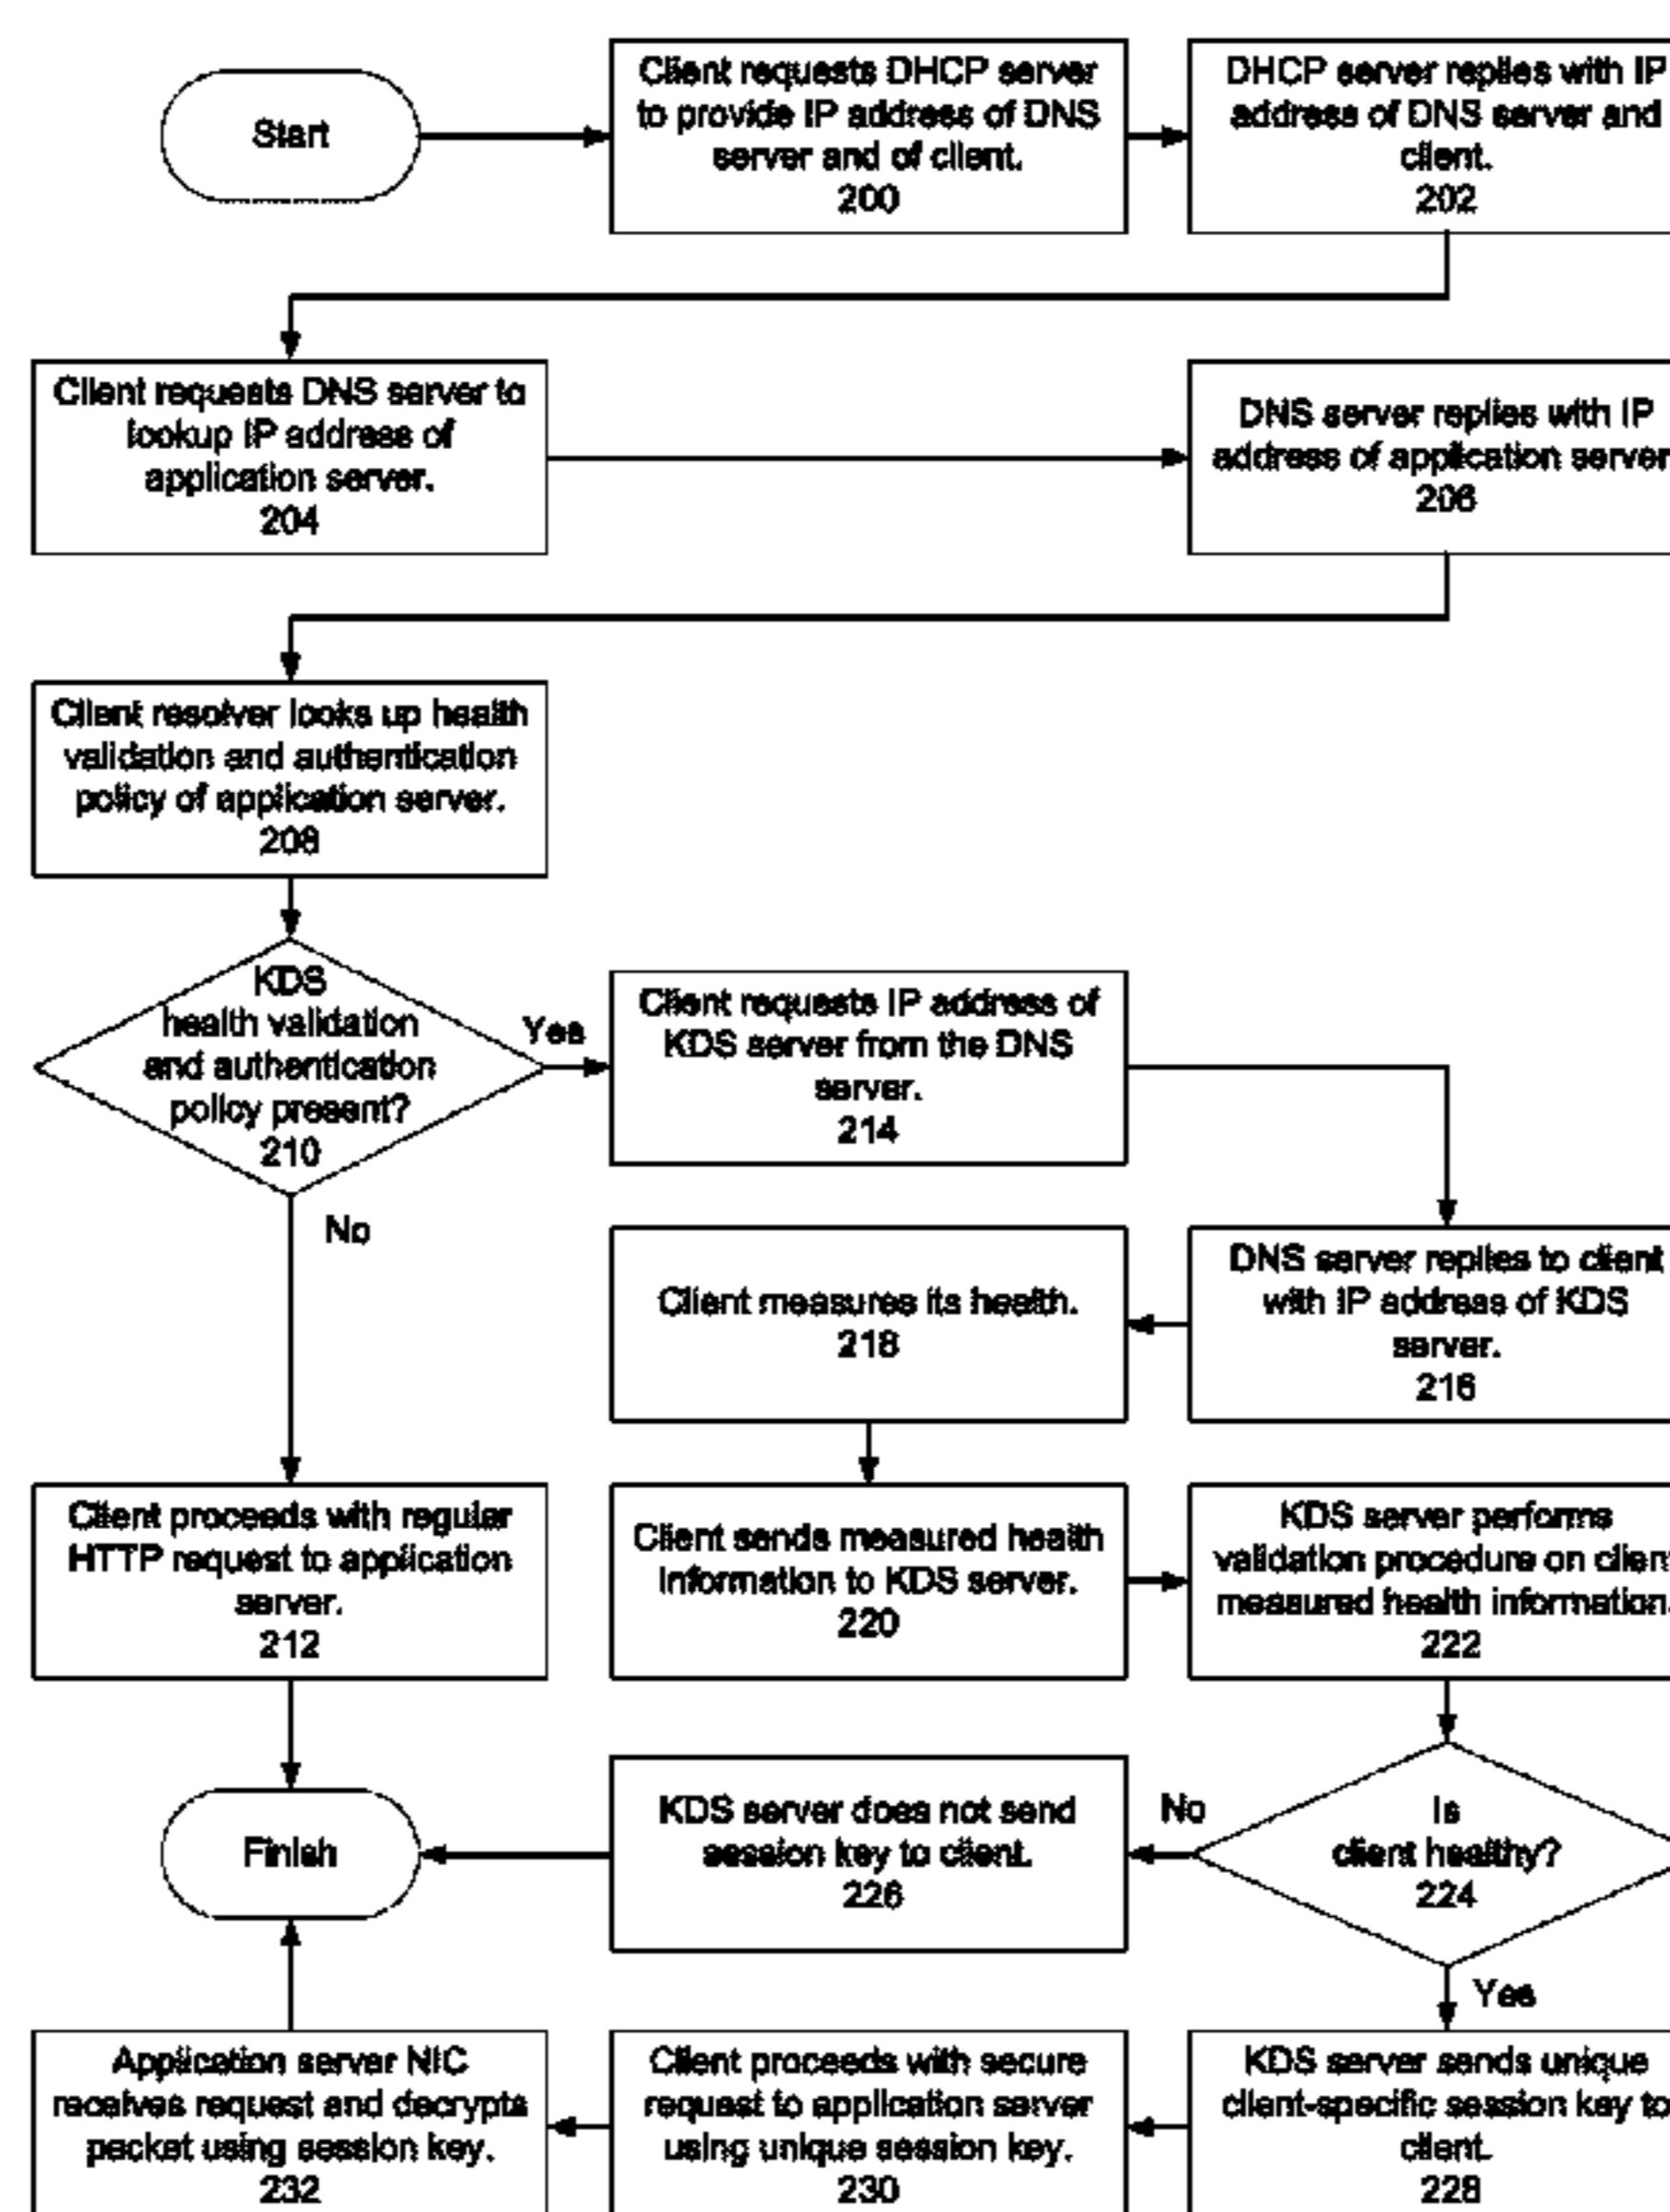 Start
Client requests DHCP server
to provide IP address of DNS
server and of client.
200
DHCP server replies with IP
address of DNS server and
client.
202
Client requests DNS server to
lookup IP address of
application server.
204
DNS server replies with IP
address of application server
206
Client resolver looks up health
validation and authentication
policy of application server.
208
KDS
health validation
and authentication
policy present?
210
Yes
No
Client requests IP address of
KDS server from the DNS
server.
214
Client measures its health.
218
DNS server replies to client
with IP address of KDS
server.
216
Client proceeds with regular
HTTP request to application
server.
212
Client sends measured health
information to KDS server.
220
KDS server performs
validation procedure on client
measured health information.
222
Finish
KDS server does not send
session key to client.
226
No
Is
client healthy?
224
Yes
Application server NIC
receives request and decrypts
packet using session key.
232
Client proceeds with secure
request to application server
using unique session key.
230
KDS server sends unique
client-specific session key to
client.
228